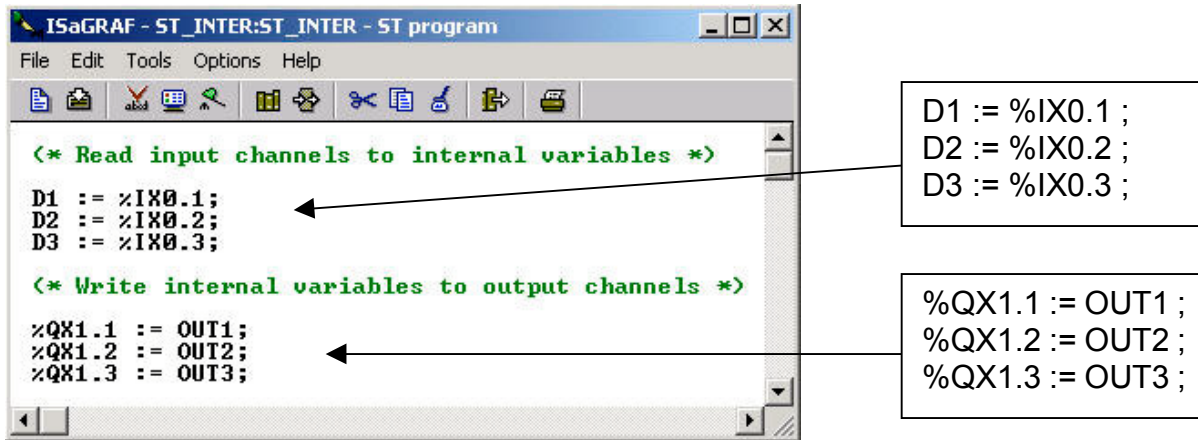 ISaGRAF - ST_INTER:ST_INTER - ST program
File Edit Tools Options Help
(* Read input channels to internal variables *)
D1 := %IX0.1;
D2 := %IX0.2;
D3 := %IX0.3;
(* Write internal variables to output channels *)
%QX1.1 := OUT1;
%QX1.2 := OUT2;
%QX1.3 := OUT3;
D1 := %IX0.1 ;
D2 := %IX0.2 ;
D3 := %IX0.3 ;
%QX1.1 := OUT1 ;
%QX1.2 := OUT2 ;
%QX1.3 := OUT3 ;